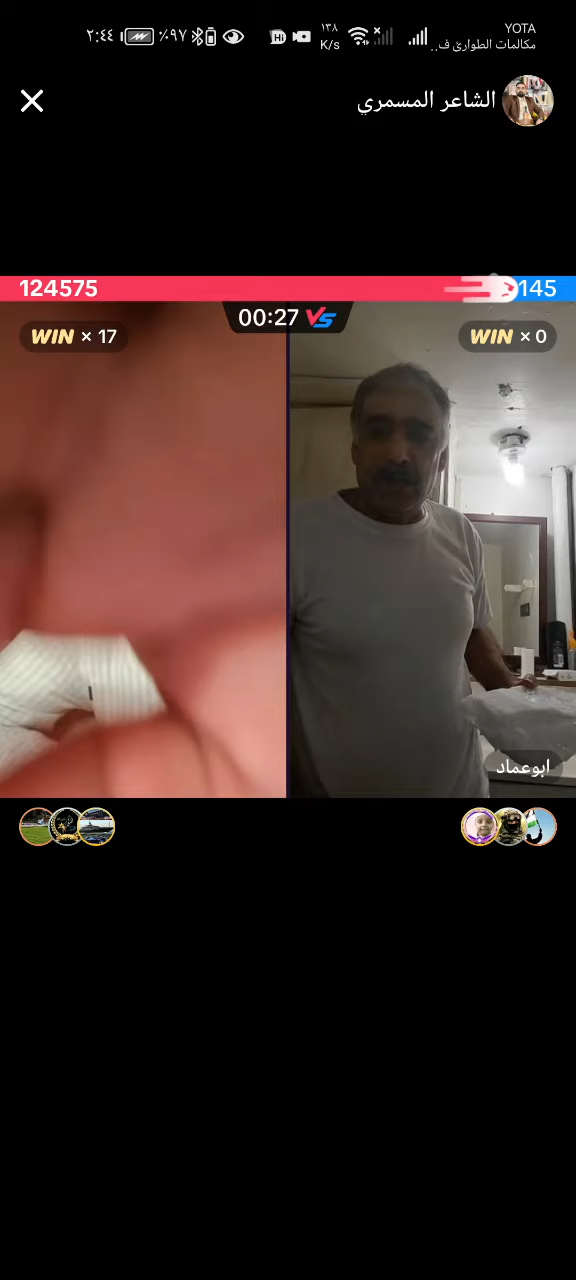 YOTA
مكالمات الطوارئ ف..
١٣٨
K/s
٪٩٧
٢:٤٤
الشاعر المسمري
124575
145
00:27 VS
WIN × 17
WIN × 0
ابوعماد